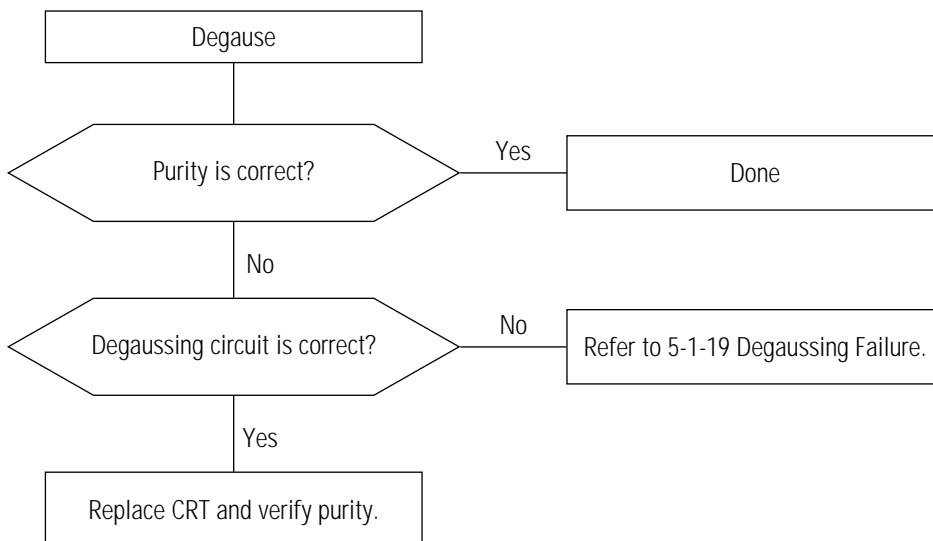 Degause
Purity is correct?
Yes
Done
No
Degaussing circuit is correct?
No
Refer to 5-1-19 Degaussing Failure.
Yes
Replace CRT and verify purity.